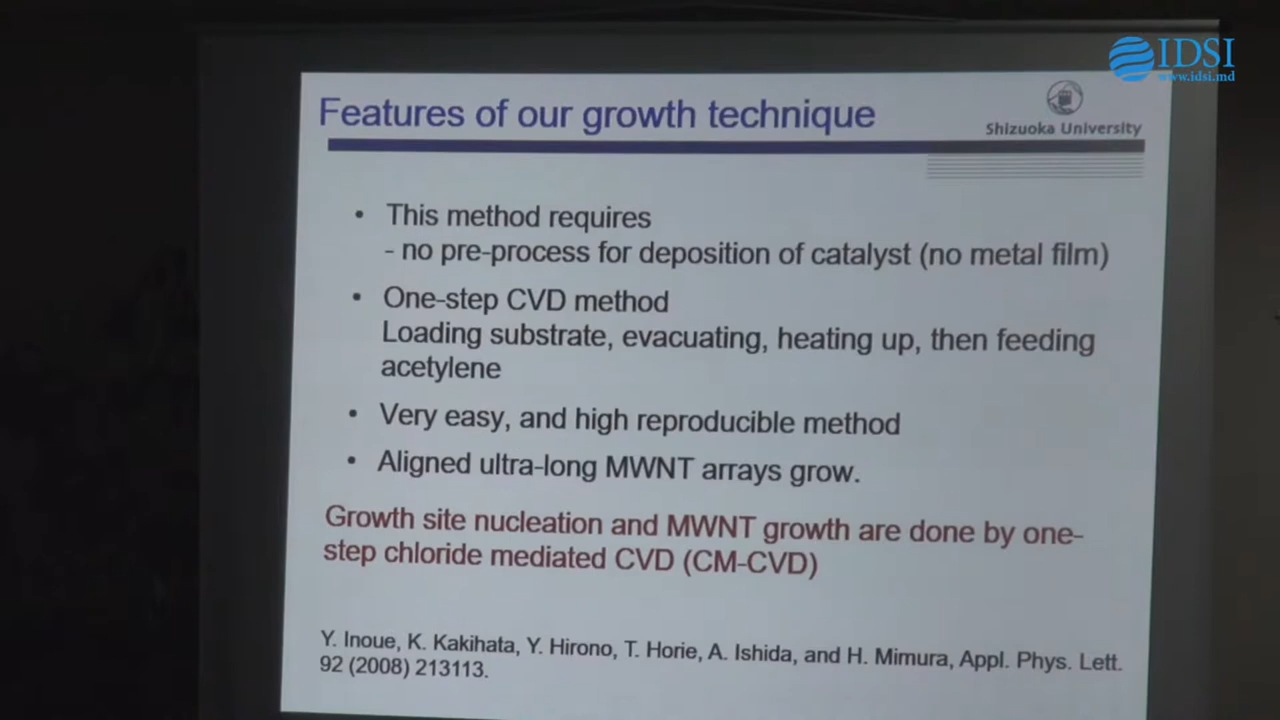 IDSI
www.idsi.md
Features of our growth technique
Shizuoka University
• This method requires
- no pre-process for deposition of catalyst (no metal film)
• One-step CVD method
Loading substrate, evacuating, heating up, then feeding
acetylene
• Very easy, and high reproducible method
• Aligned ultra-long MWNT arrays grow.
Growth site nucleation and MWNT growth are done by one-
step chloride mediated CVD (CM-CVD)
Y. Inoue, K. Kakihata, Y. Hirono, T. Horie, A. Ishida, and H. Mimura, Appl. Phys. Lett.
92 (2008) 213113.